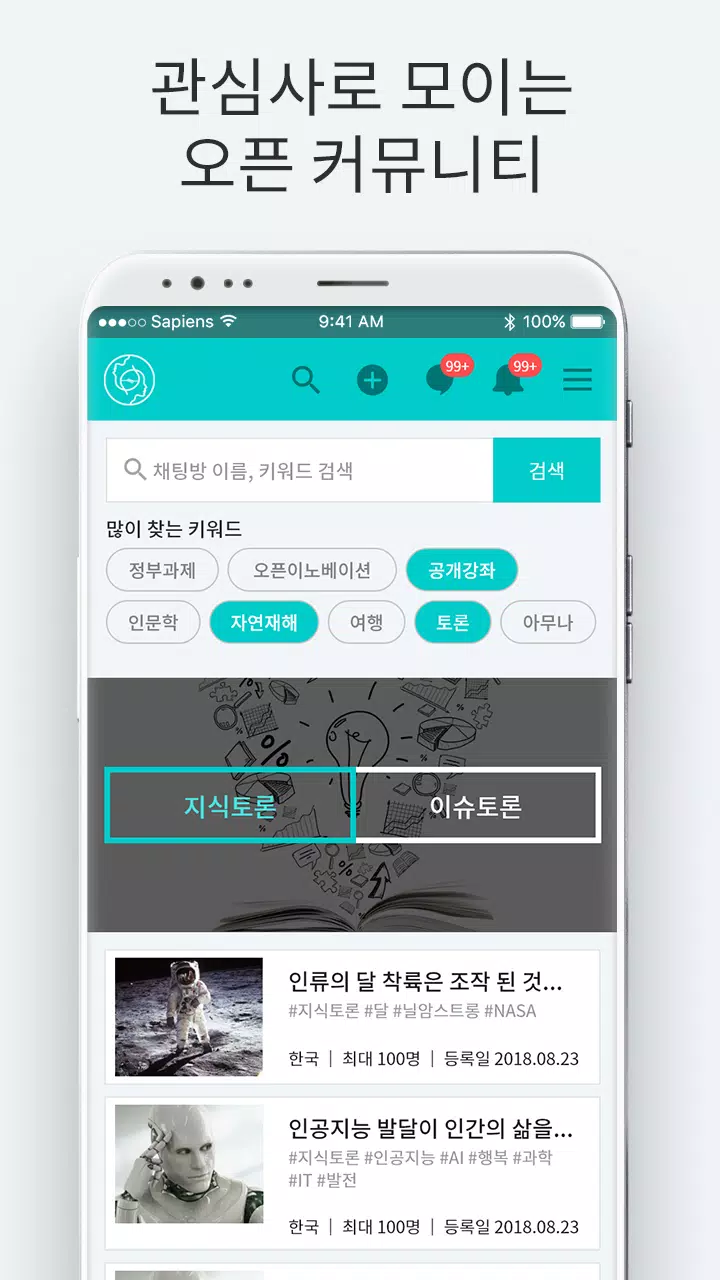 관심사로 모이는
오픈 커뮤니티
Sapiens 9:41 AM 100%
99+ 99+
채팅방 이름, 키워드 검색 검색
많이 찾는 키워드
정부과제 오픈이노베이션 공개강좌
인문학 자연재해 여행 토론 아무나
지식토론 이슈토론
인류의 달 착륙은 조작 된 것...
#지식토론 #달 #닐암스트롱 #NASA
한국 | 최대 100명 | 등록일 2018.08.23
인공지능 발달이 인간의 삶을...
#지식토론 #인공지능 #AI #행복 #과학
#IT #발전
한국 | 최대 100명 | 등록일 2018.08.23